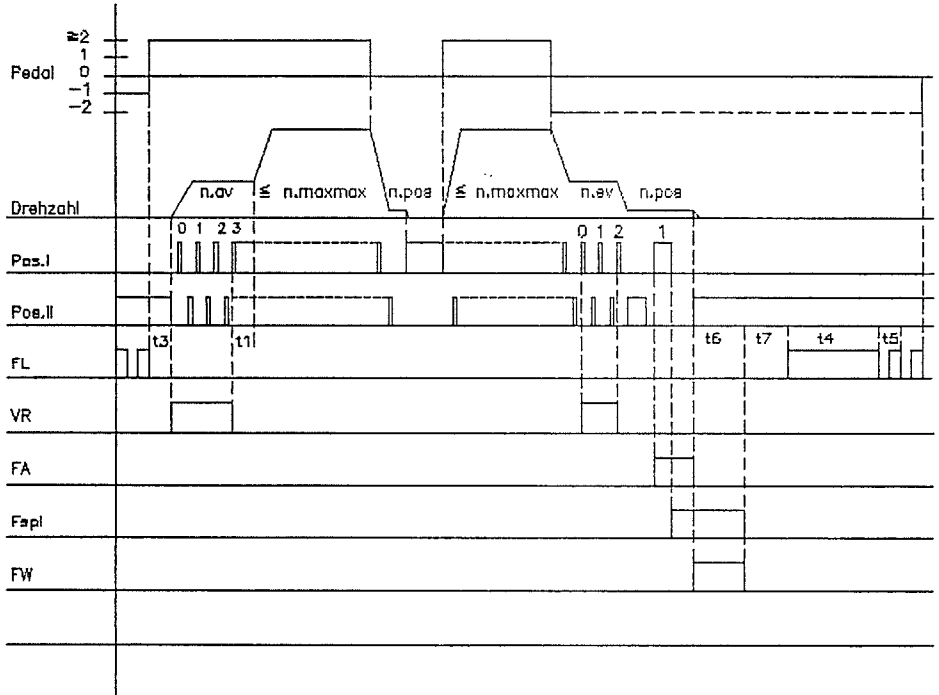 ≧2
1
Pedal 0
-1
-2
n.av ≦ n.maxmax n.pos ≦ n.maxmax n.av n.pos
Drehzahl
0 1 2 3 0 1 2 1
Pos.I
Pos.II
t3 t1 t6 t7 t4 t5
FL
VR
FA
Fspl
FW